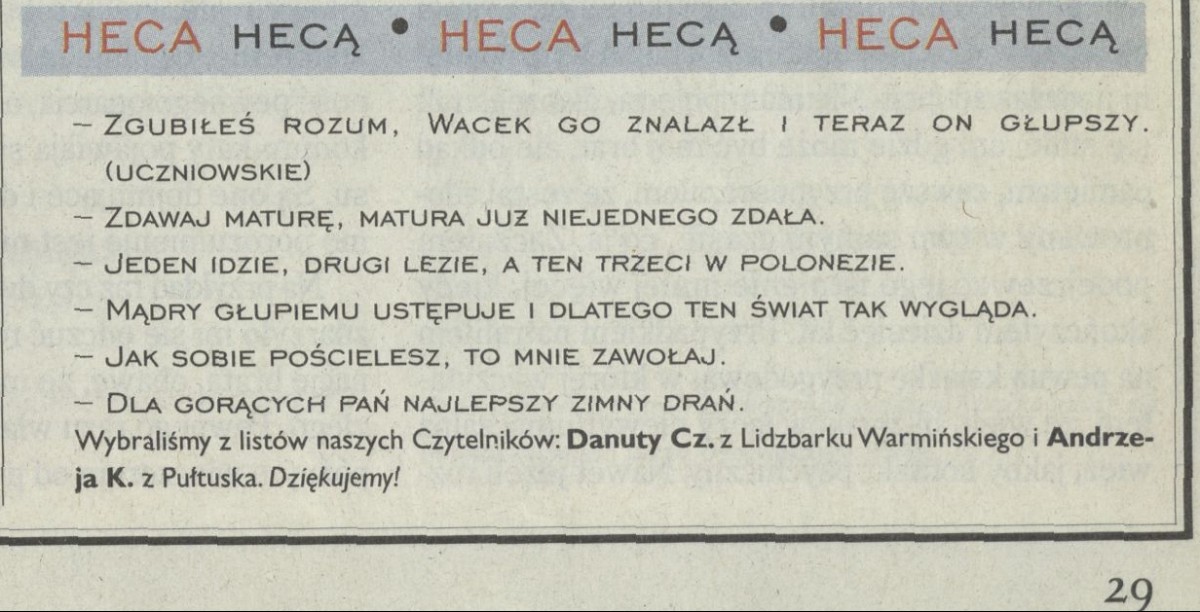 HECA HECĄ • HECA HECĄ • HECA HECĄ
– Zgubiłeś rozum, Wacek go znalazł i teraz on głupszy.
(uczniowskie)
– Zdawaj maturę, matura już niejednego zdała.
– Jeden idzie, drugi lezie, a ten trzeci w polonezie.
– Mądry głupiemu ustępuje i dlatego ten świat tak wygląda.
– Jak sobie pościelesz, to mnie zawołaj.
– Dla gorących pań najlepszy zimny drań.
Wybraliśmy z listów naszych Czytelników: Danuty Cz. z Lidzbarku Warmińskiego i Andrze-
ja K. z Pułtuska. Dziękujemy!
29